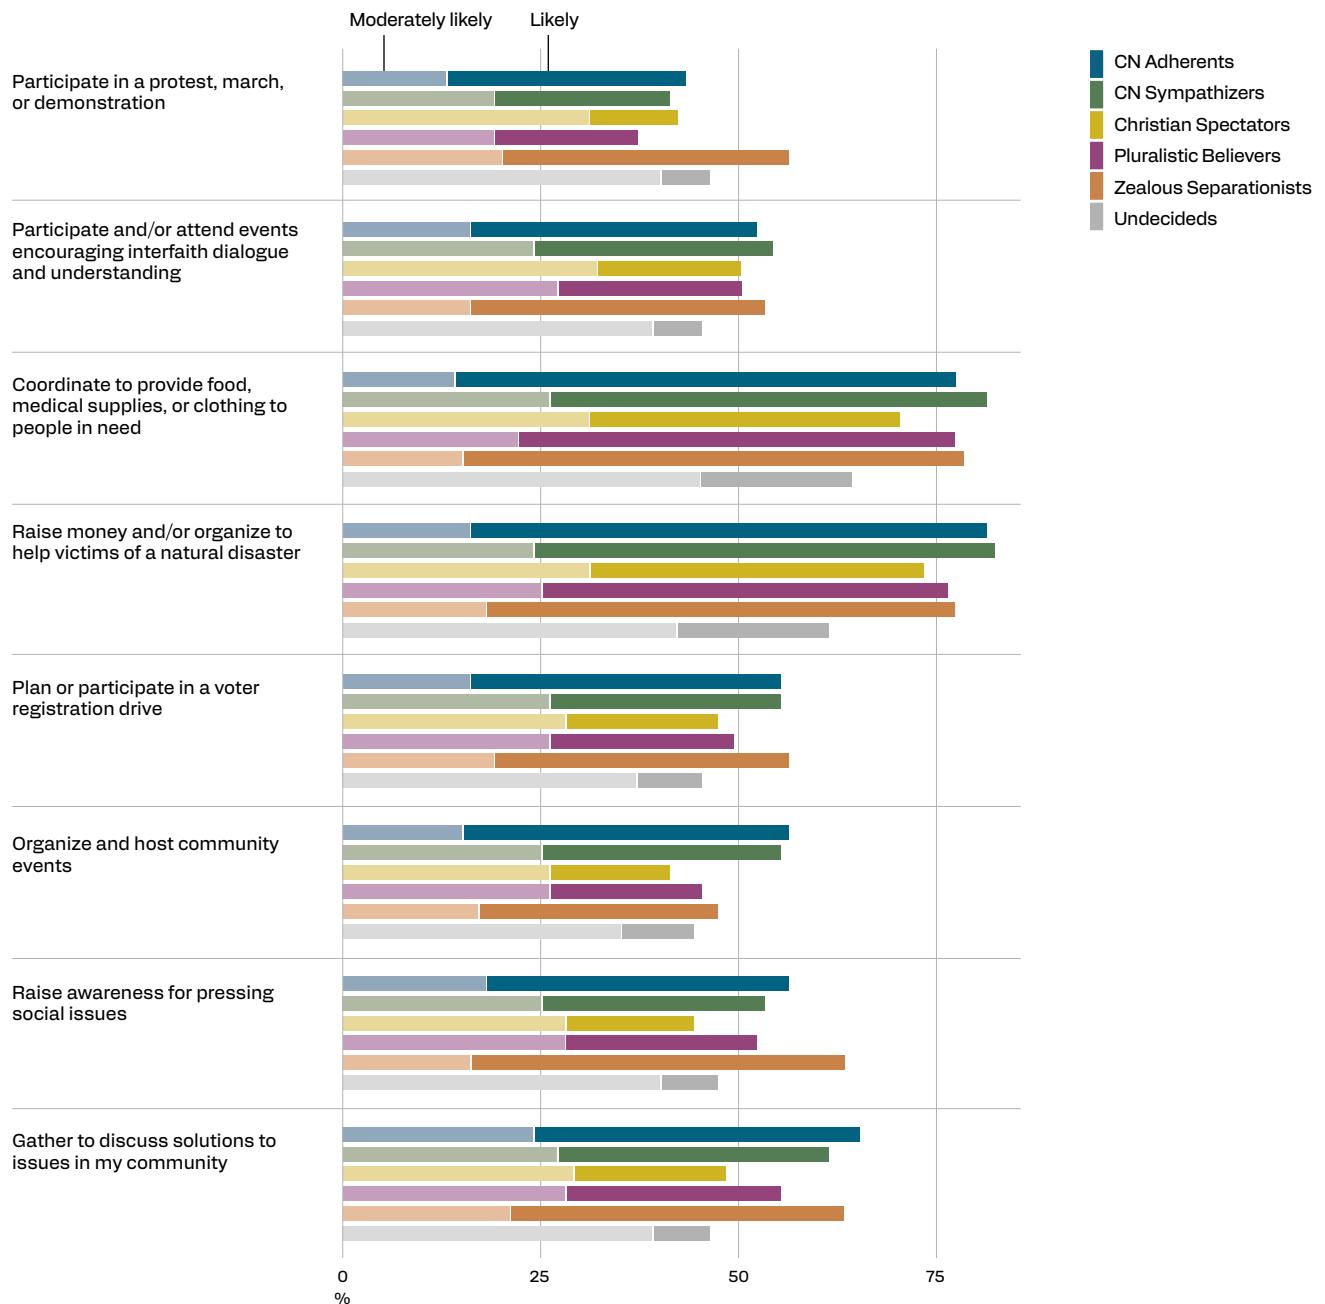 Moderately likely
Likely
CN Adherents
CN Sympathizers
Christian Spectators
Pluralistic Believers
Zealous Separationists
Undecideds
Participate in a protest, march,
or demonstration
Participate and/or attend events
encouraging interfaith dialogue
and understanding
Coordinate to provide food,
medical supplies, or clothing to
people in need
Raise money and/or organize to
help victims of a natural disaster
Plan or participate in a voter
registration drive
Organize and host community
events
Raise awareness for pressing
social issues
Gather to discuss solutions to
issues in my community
0
25
50
75
%